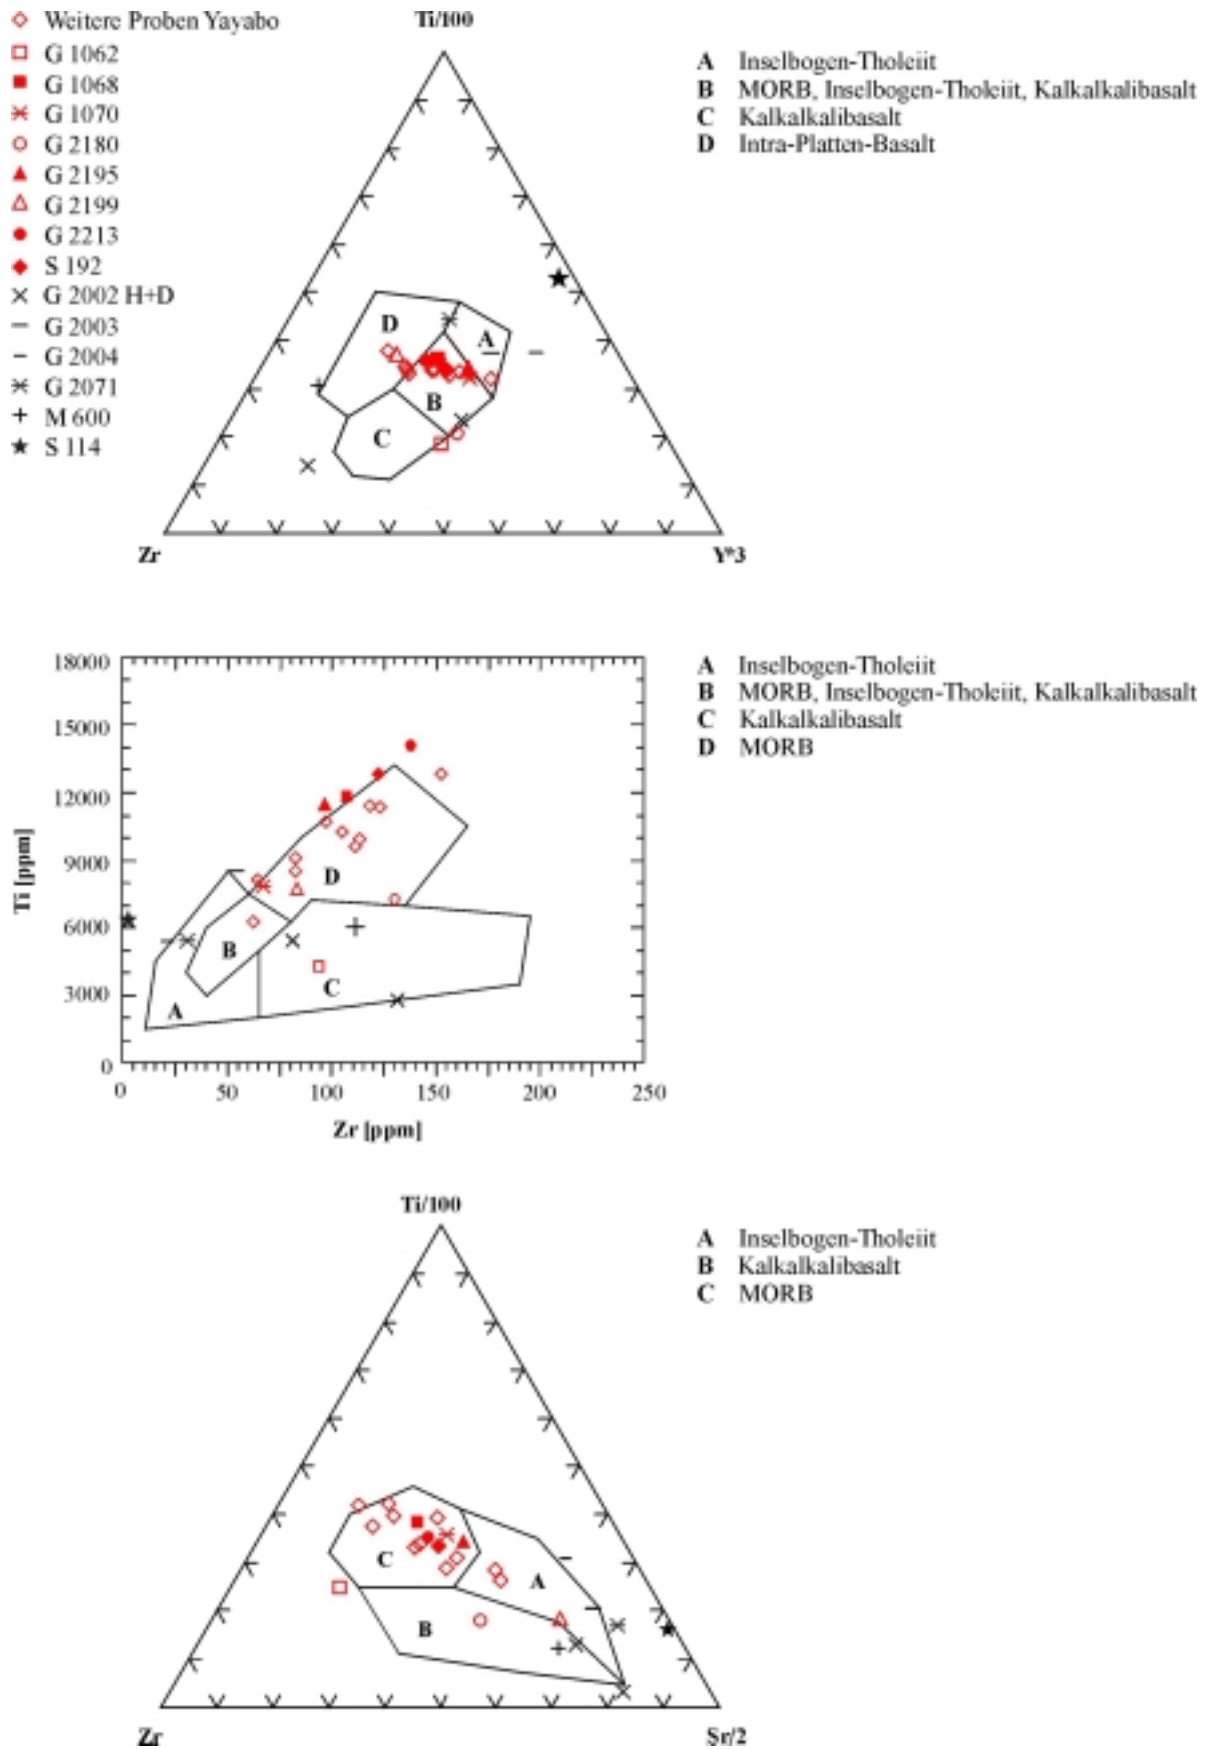 Weitere Proben Yayabo
G 1062
G 1068
G 1070
G 2180
G 2195
G 2199
G 2213
S 192
G 2002 H+D
G 2003
G 2004
G 2071
M 600
S 114
Ti/100
D
A
B
C
Zr
Y*3
A Inselbogen-Tholeiit
B MORB, Inselbogen-Tholeiit, Kalkalkalibasalt
C Kalkalkalibasalt
D Intra-Platten-Basalt
18000
15000
12000
9000
6000
3000
0
Ti [ppm]
D
B
C
A
0 50 100 150 200 250
Zr [ppm]
A Inselbogen-Tholeiit
B MORB, Inselbogen-Tholeiit, Kalkalkalibasalt
C Kalkalkalibasalt
D MORB
Ti/100
C
A
B
Zr
Sr/2
A Inselbogen-Tholeiit
B Kalkalkalibasalt
C MORB